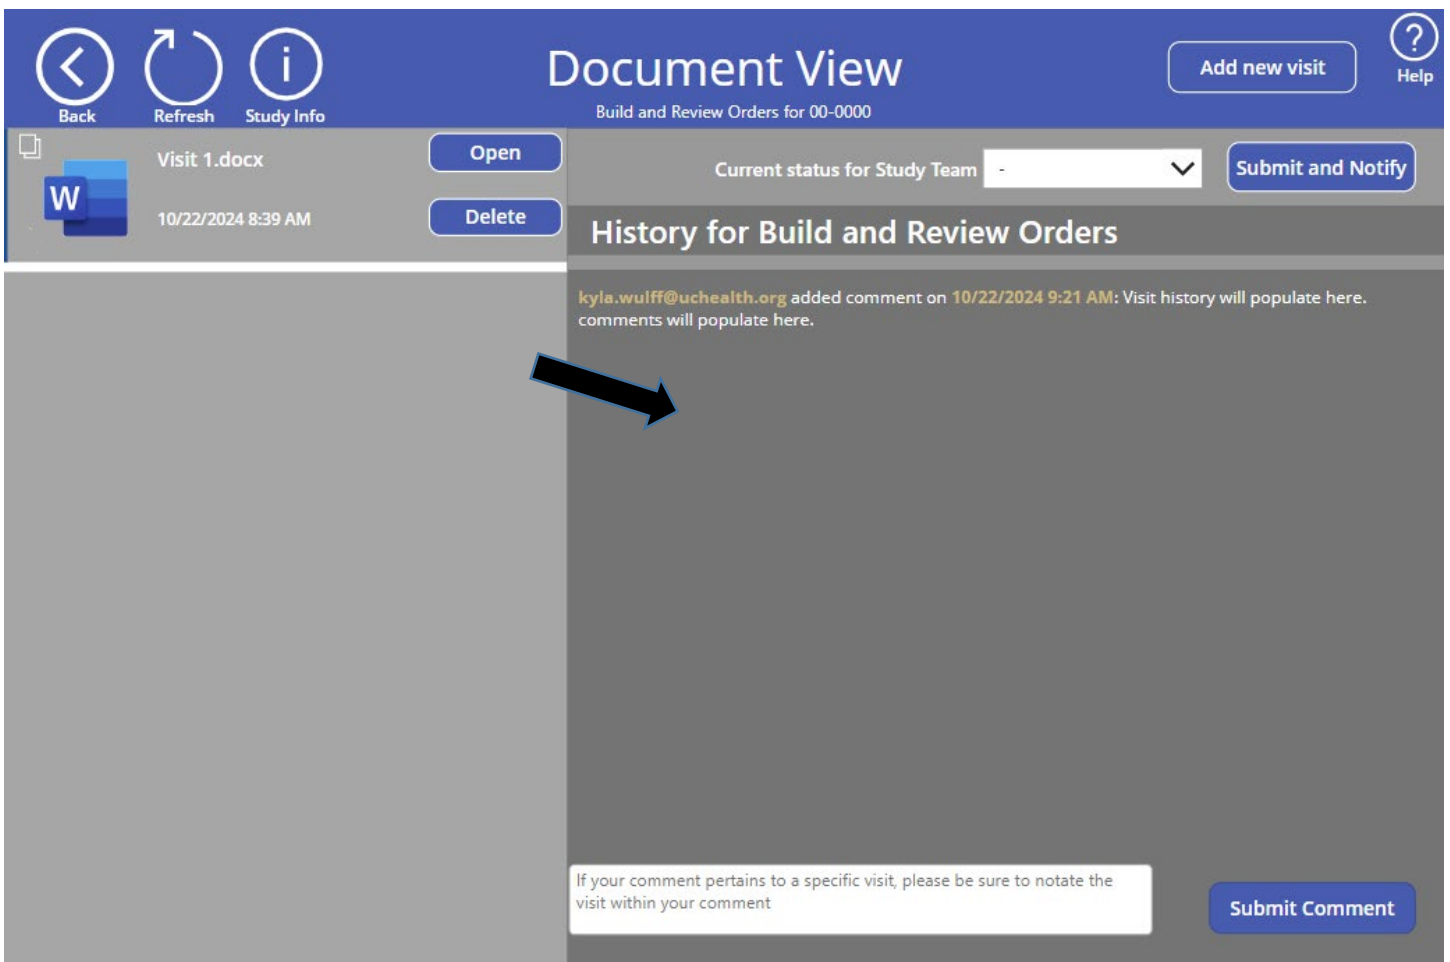 Document View
Add new visit
?
Help
Back
Refresh
i
Study Info
Build and Review Orders for 00-0000
W
Visit 1.docx
Open
10/22/2024 8:39 AM
Delete
Current status for Study Team
-
Submit and Notify
History for Build and Review Orders
kyla.wulff@uchealth.org added comment on 10/22/2024 9:21 AM: Visit history will populate here.
comments will populate here.
If your comment pertains to a specific visit, please be sure to notate the
visit within your comment
Submit Comment